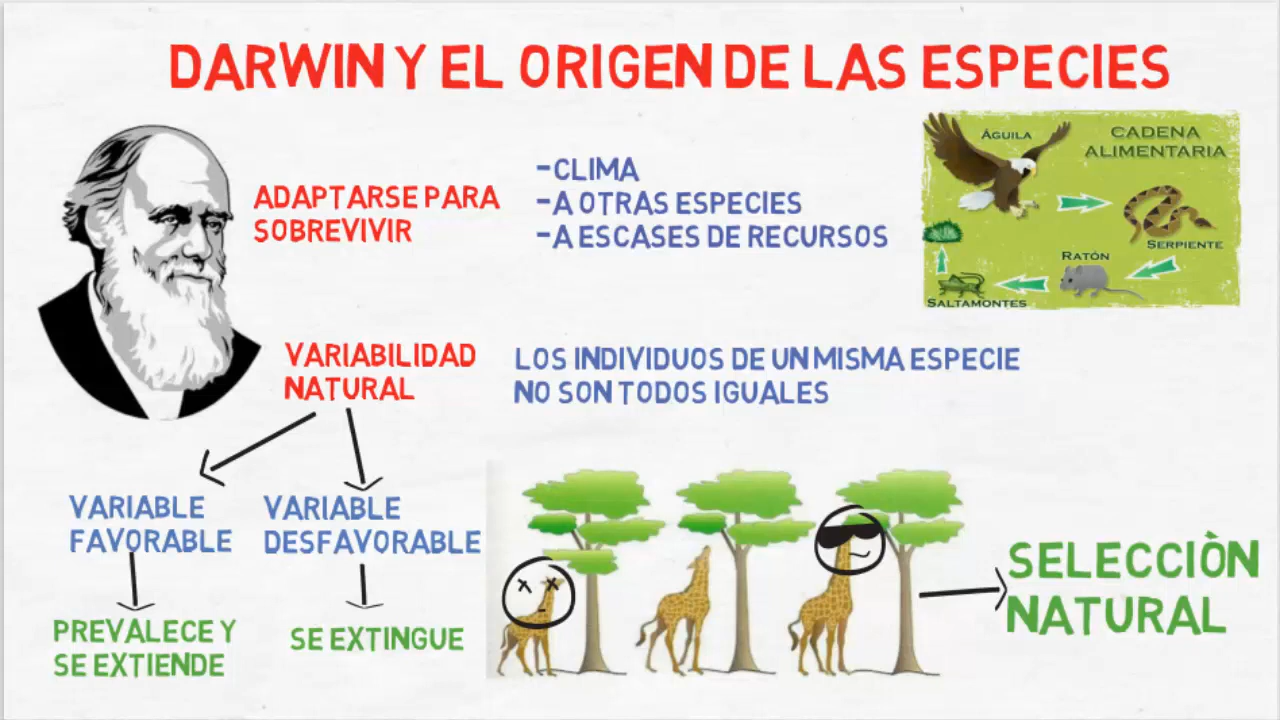 DARWIN Y EL ORIGEN DE LAS ESPECIES
ADAPTARSE PARA
SOBREVIVIR
-CLIMA
-A OTRAS ESPECIES
-A ESCASES DE RECURSOS
ÁGUILA
CADENA
ALIMENTARIA
SERPIENTE
RATÓN
SALTAMONTES
VARIABILIDAD
NATURAL
LOS INDIVIDUOS DE UN MISMA ESPECIE
NO SON TODOS IGUALES
VARIABLE
FAVORABLE
VARIABLE
DESFAVORABLE
PREVALECE Y
SE EXTIENDE
SE EXTINGUE
SELECCIÒN
NATURAL